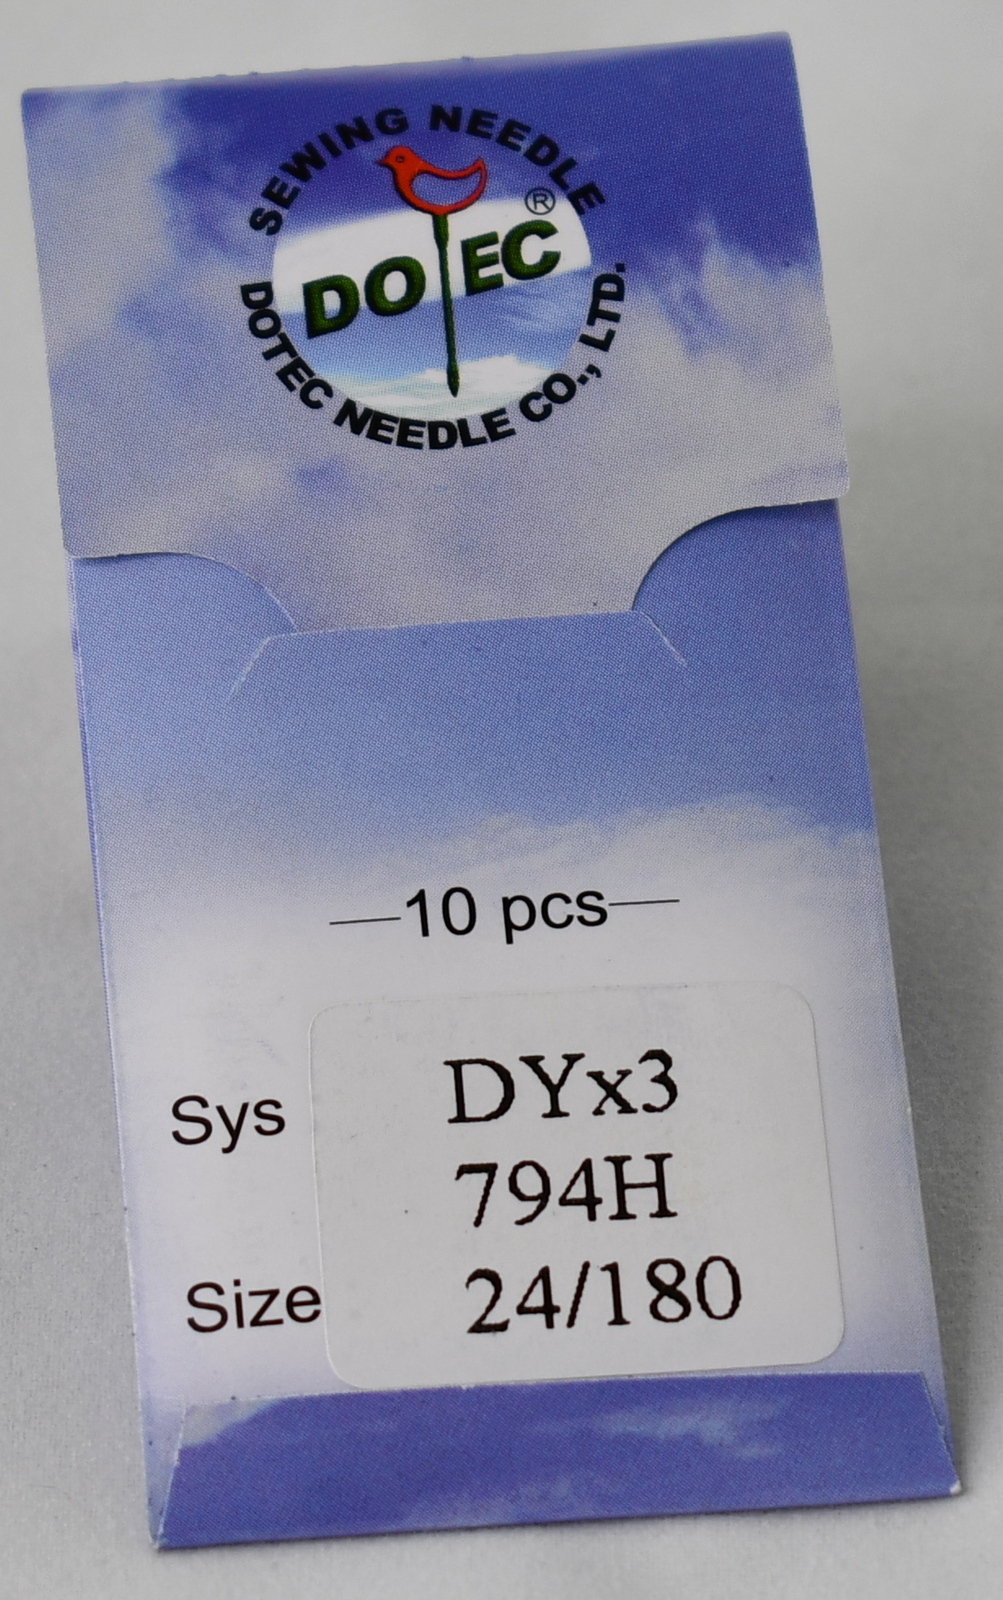 SEWING NEEDLE
DOTEC®
DOTEC NEEDLE CO., LTD.
10 pcs
Sys DYx3
794H
Size 24/180